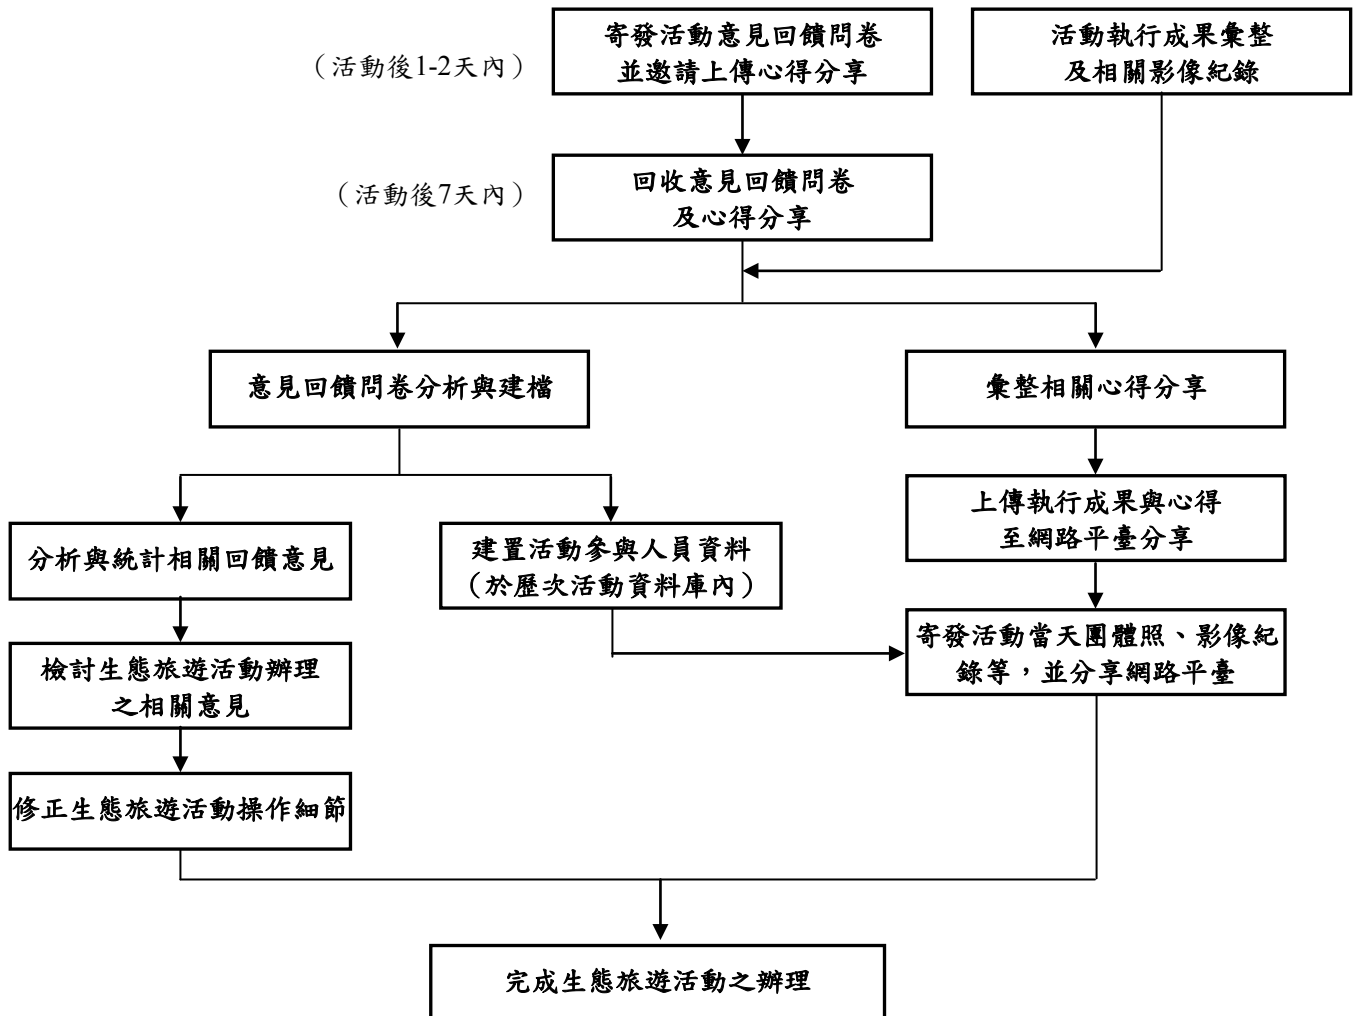 （活動後1-2天內）
寄發活動意見回饋問卷
並邀請上傳心得分享
活動執行成果彙整
及相關影像紀錄
（活動後7天內）
回收意見回饋問卷
及心得分享
意見回饋問卷分析與建檔
彙整相關心得分享
分析與統計相關回饋意見
建置活動參與人員資料
（於歷次活動資料庫內）
上傳執行成果與心得
至網路平臺分享
檢討生態旅遊活動辦理
之相關意見
寄發活動當天團體照、影像紀
錄等，並分享網路平臺
修正生態旅遊活動操作細節
完成生態旅遊活動之辦理